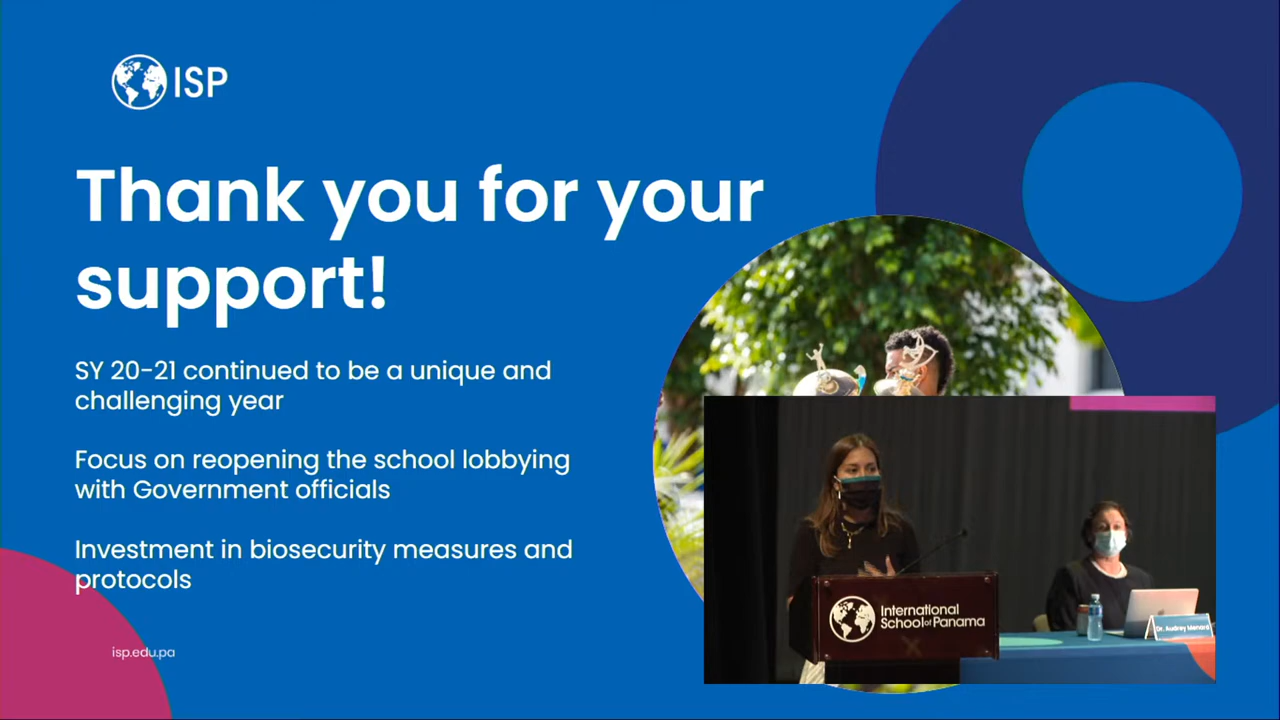 ISP
Thank you for your
support!
SY 20-21 continued to be a unique and
challenging year
Focus on reopening the school lobbying
with Government officials
Investment in biosecurity measures and
protocols
isp.edu.pa
International
School of Panama
Dr. Audrey Menard